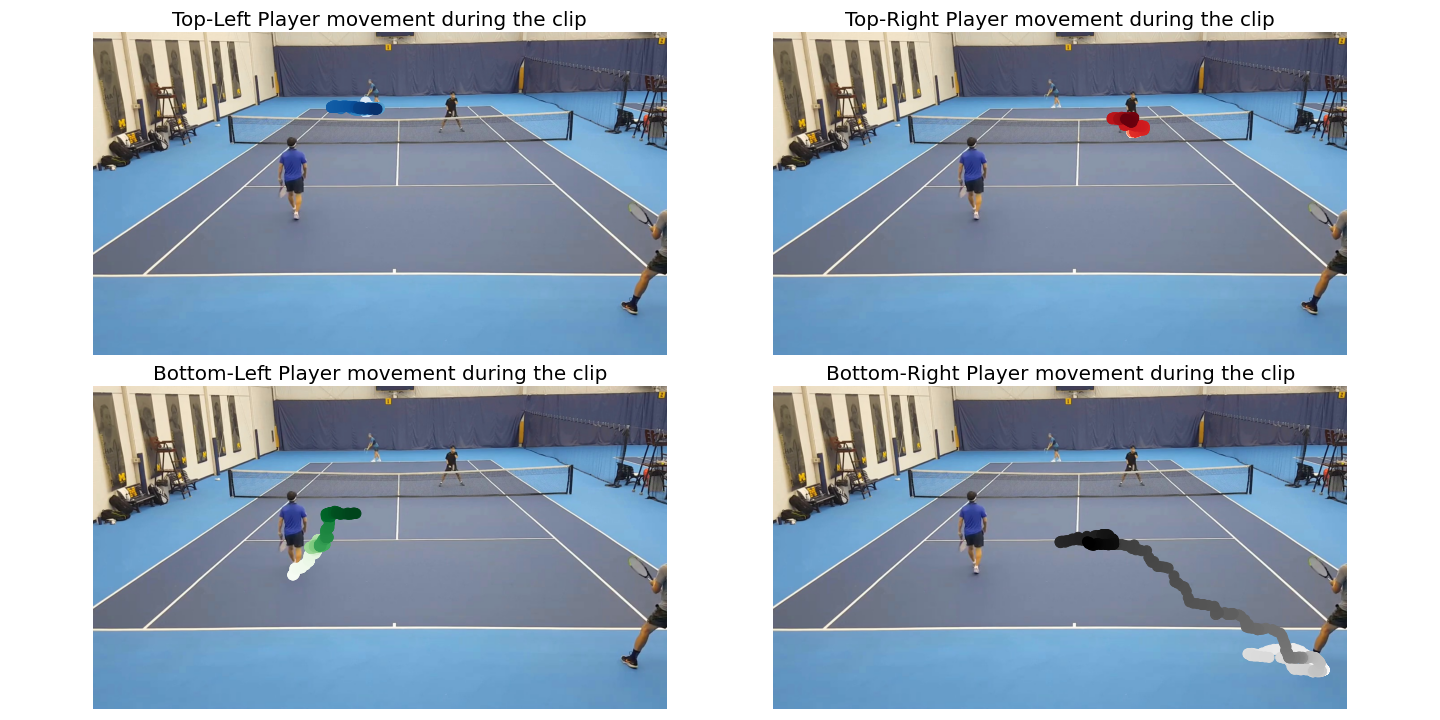 Top-Left Player movement during the clip
Top-Right Player movement during the clip
Bottom-Left Player movement during the clip
Bottom-Right Player movement during the clip